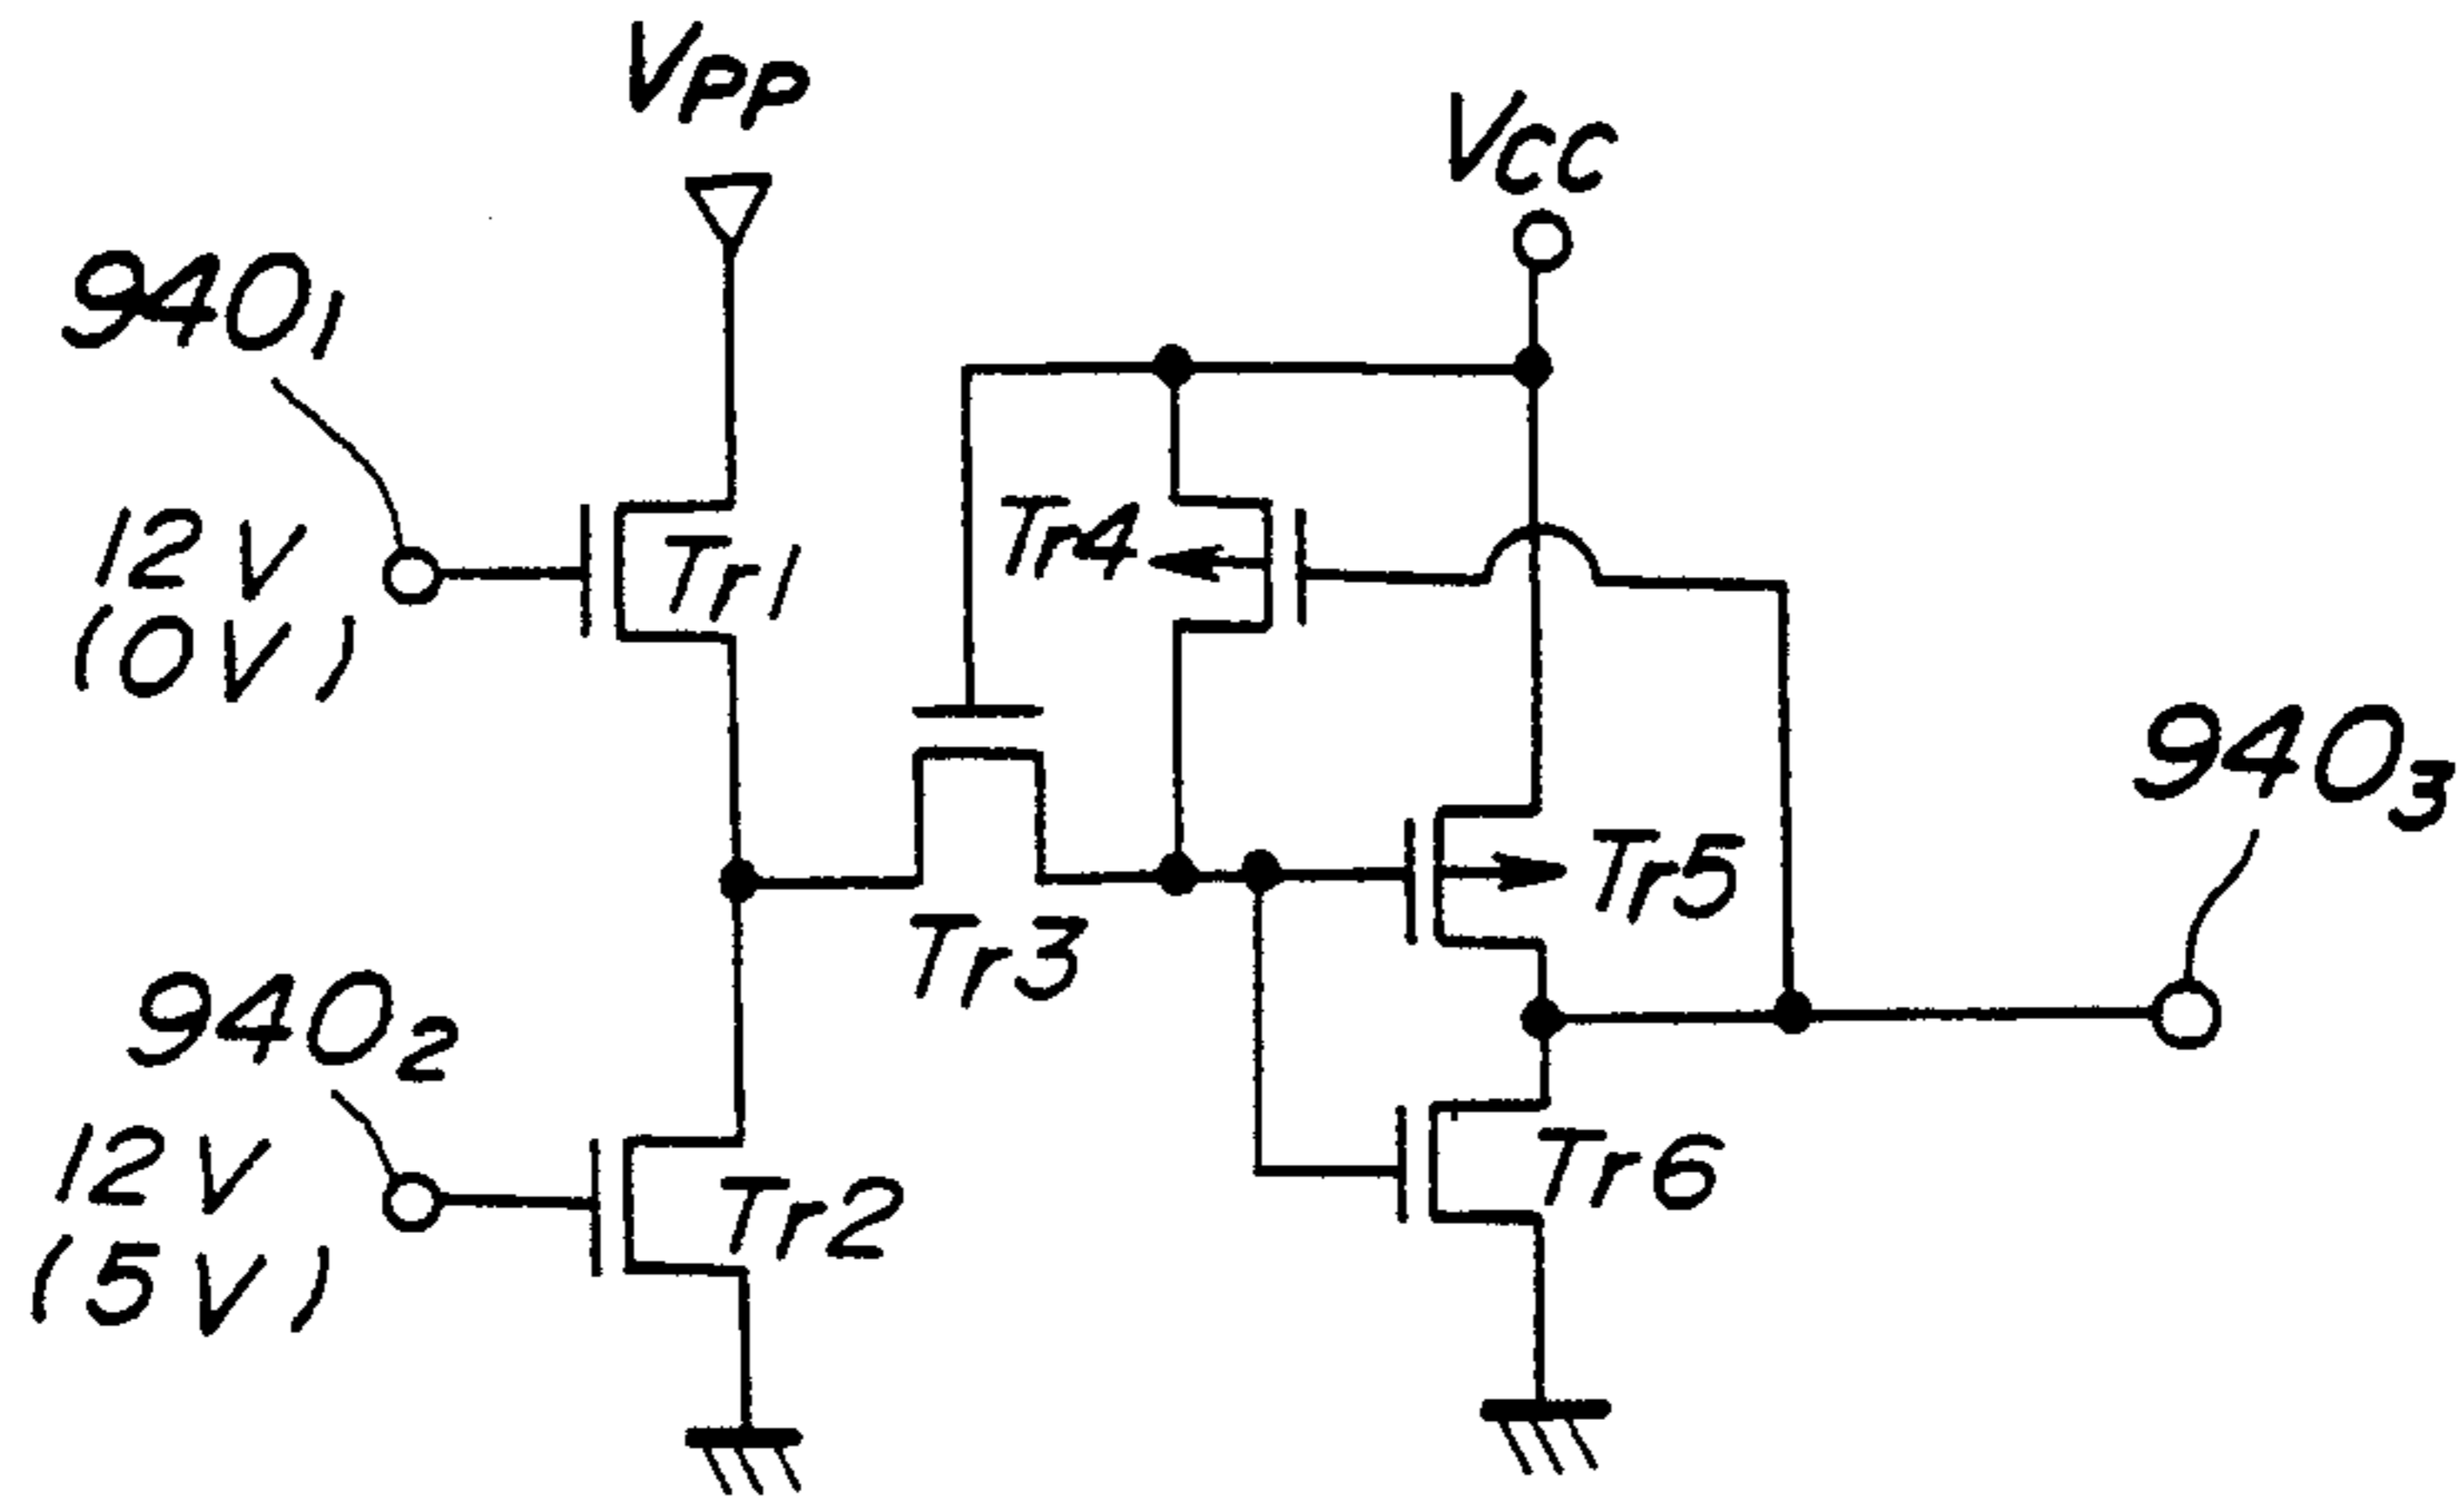 VPP
VCC
940₁
12V
(0V)
Tr1
Tr4
940₃
Tr5
Tr3
940₂
12V
(5V)
Tr2
Tr6